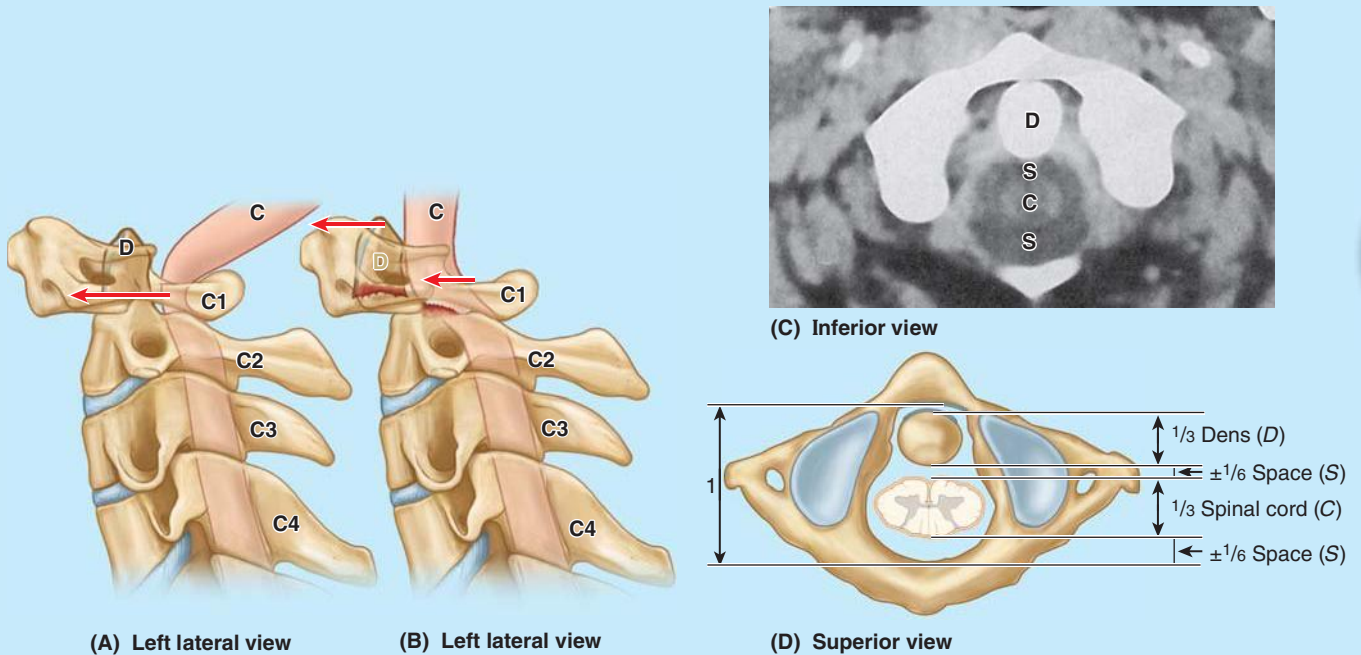 D
C
C1
C2
C3
C4
(A) Left lateral view
C
D
C1
C2
C3
C4
(B) Left lateral view
D
S
C
S
(C) Inferior view
1
1/3 Dens (D)
±1/6 Space (S)
1/3 Spinal cord (C)
±1/6 Space (S)
(D) Superior view